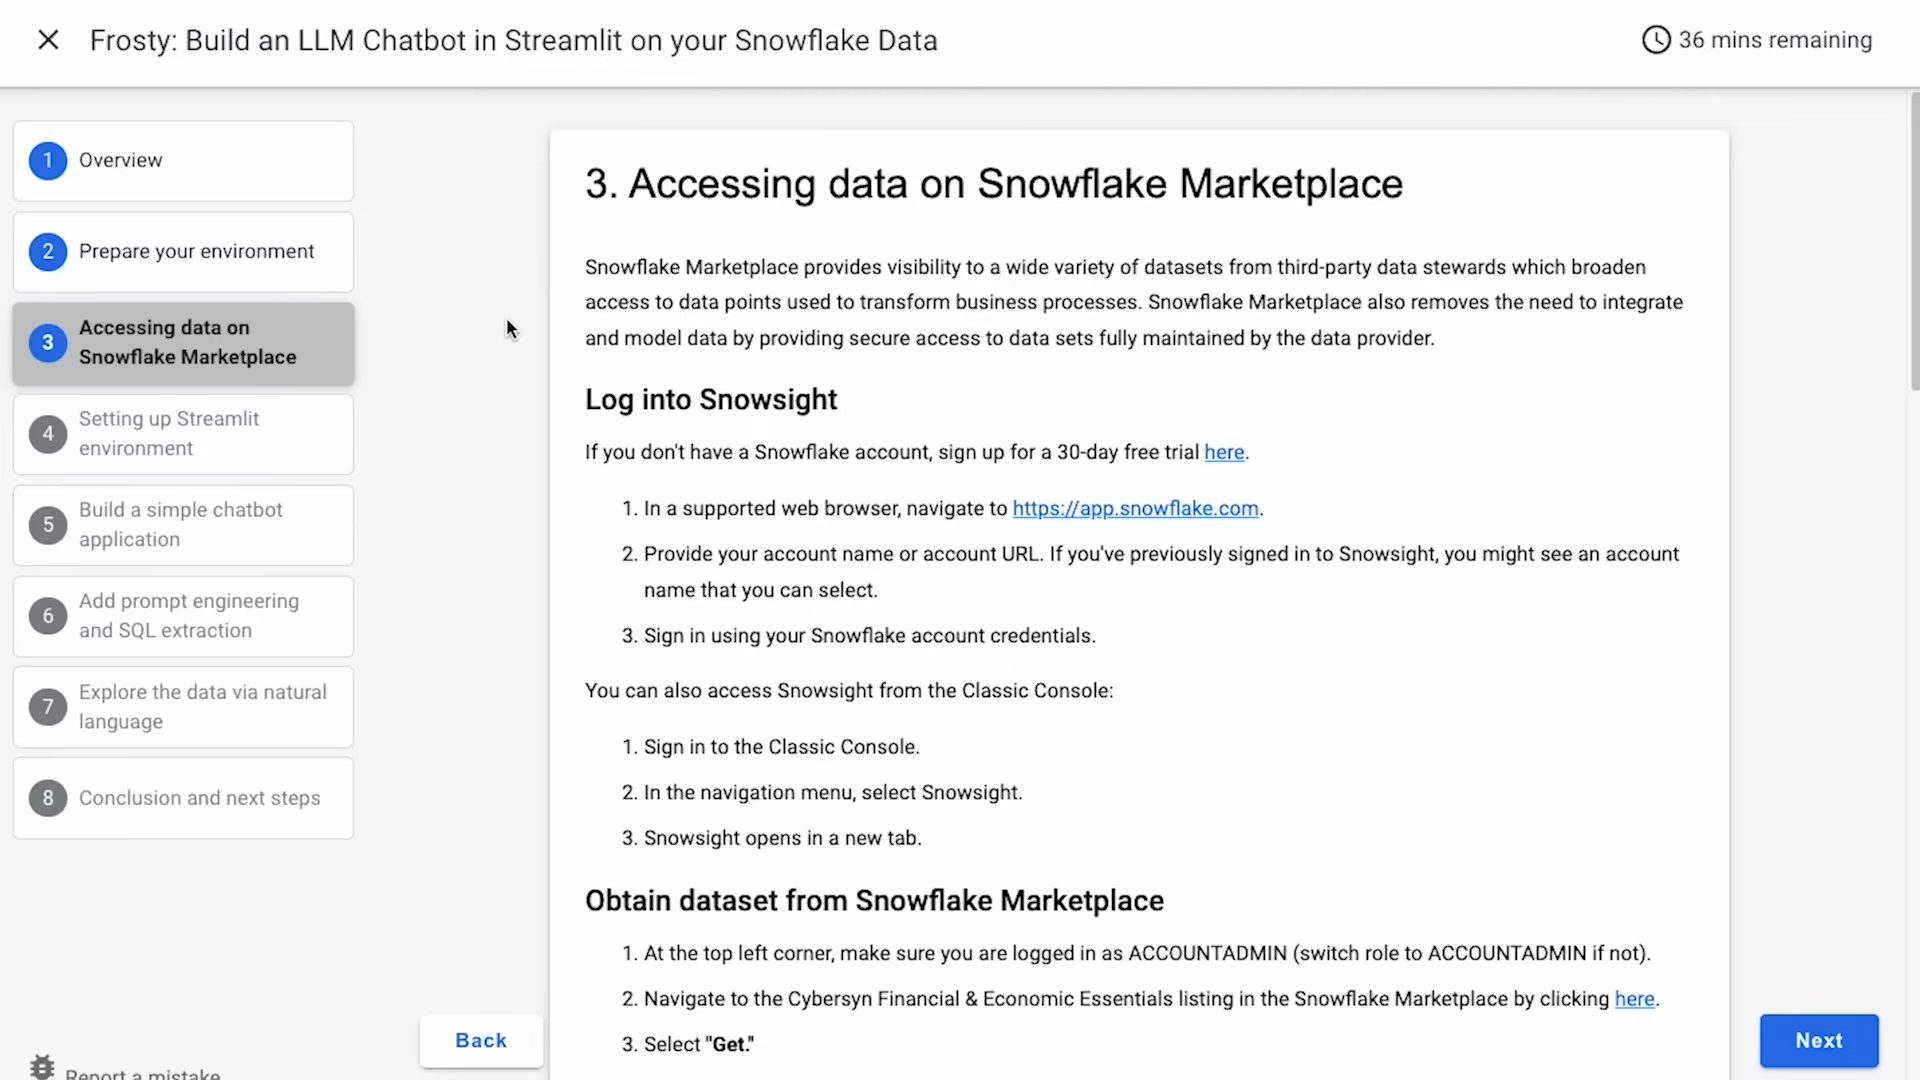 Frosty: Build an LLM Chatbot in Streamlit on your Snowflake Data
36 mins remaining
1 Overview
2 Prepare your environment
3 Accessing data on
Snowflake Marketplace
4 Setting up Streamlit
environment
5 Build a simple chatbot
application
6 Add prompt engineering
and SQL extraction
7 Explore the data via natural
language
8 Conclusion and next steps
Report a mistake
3. Accessing data on Snowflake Marketplace
Snowflake Marketplace provides visibility to a wide variety of datasets from third-party data stewards which broaden
access to data points used to transform business processes. Snowflake Marketplace also removes the need to integrate
and model data by providing secure access to data sets fully maintained by the data provider.
Log into Snowsight
If you don't have a Snowflake account, sign up for a 30-day free trial here.
1. In a supported web browser, navigate to https://app.snowflake.com.
2. Provide your account name or account URL. If you've previously signed in to Snowsight, you might see an account
name that you can select.
3. Sign in using your Snowflake account credentials.
You can also access Snowsight from the Classic Console:
1. Sign in to the Classic Console.
2. In the navigation menu, select Snowsight.
3. Snowsight opens in a new tab.
Obtain dataset from Snowflake Marketplace
1. At the top left corner, make sure you are logged in as ACCOUNTADMIN (switch role to ACCOUNTADMIN if not).
2. Navigate to the Cybersyn Financial & Economic Essentials listing in the Snowflake Marketplace by clicking here.
3. Select "Get."
Back
Next